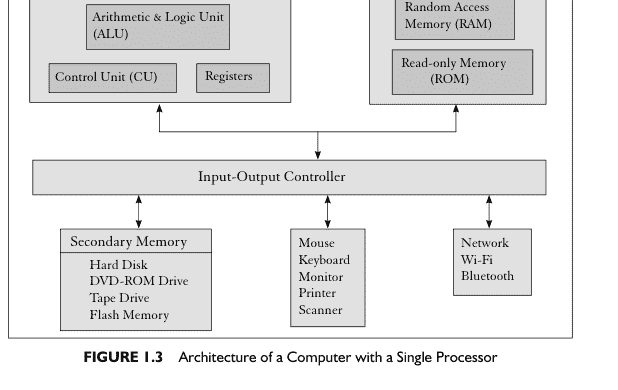 Arithmetic & Logic Unit
(ALU)
Control Unit (CU)
Registers
Random Access
Memory (RAM)
Read-only Memory
(ROM)
Input-Output Controller
Secondary Memory
Hard Disk
DVD-ROM Drive
Tape Drive
Flash Memory
Mouse
Keyboard
Monitor
Printer
Scanner
Network
Wi-Fi
Bluetooth
FIGURE 1.3 Architecture of a Computer with a Single Processor